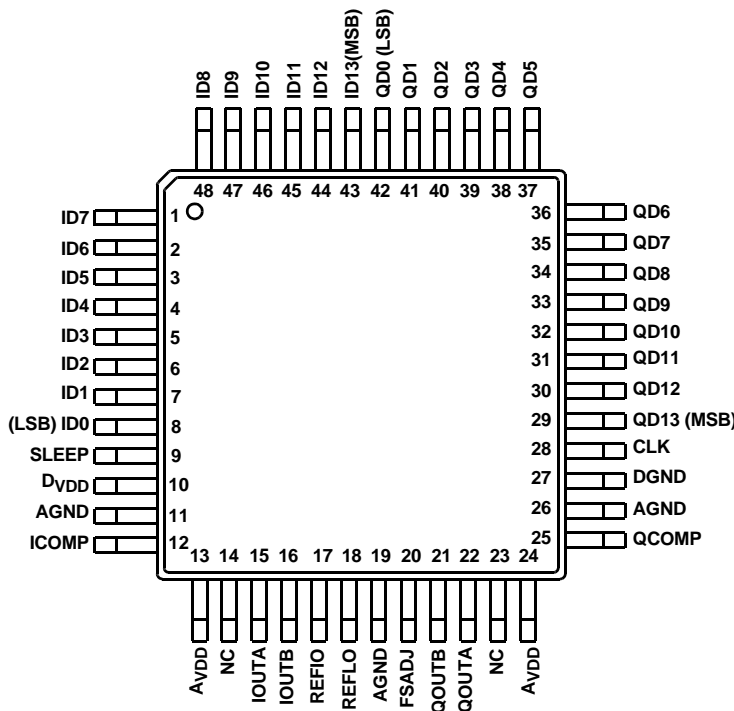 ID8
ID9
ID10
ID11
ID12
ID13(MSB)
QD0 (LSB)
QD1
QD2
QD3
QD4
QD5
48
47
46
45
44
43
42
41
40
39
38
37
ID7
ID6
ID5
ID4
ID3
ID2
ID1
(LSB) ID0
SLEEP
DVDD
AGND
ICOMP
1
2
3
4
5
6
7
8
9
10
11
12
36
35
34
33
32
31
30
29
28
27
26
25
QD6
QD7
QD8
QD9
QD10
QD11
QD12
QD13 (MSB)
CLK
DGND
AGND
QCOMP
13
14
15
16
17
18
19
20
21
22
23
24
AVDD
NC
IOUTA
IOUTB
REFIO
REFLO
AGND
FSADJ
QOUTB
QOUTA
NC
AVDD